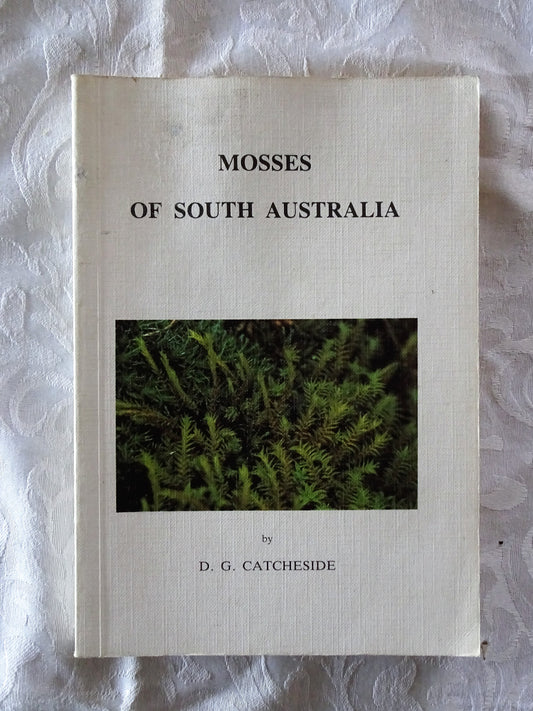 MOSSES
OF SOUTH AUSTRALIA
by
D. G. CATCHESIDE